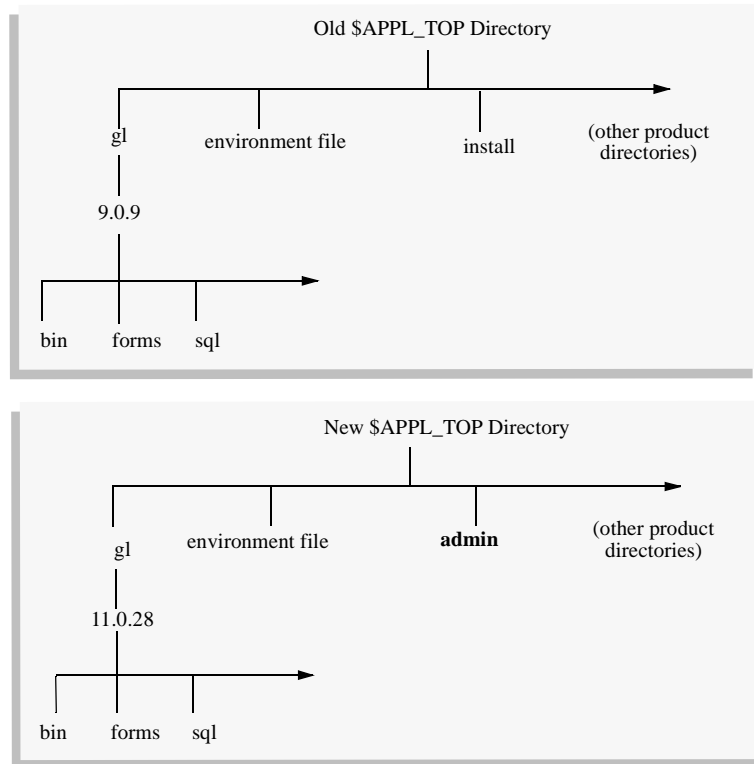 Old $APPL_TOP Directory
gl
environment file
install
(other product
directories)
9.0.9
bin
forms
sql
New $APPL_TOP Directory
gl
environment file
admin
(other product
directories)
11.0.28
bin
forms
sql